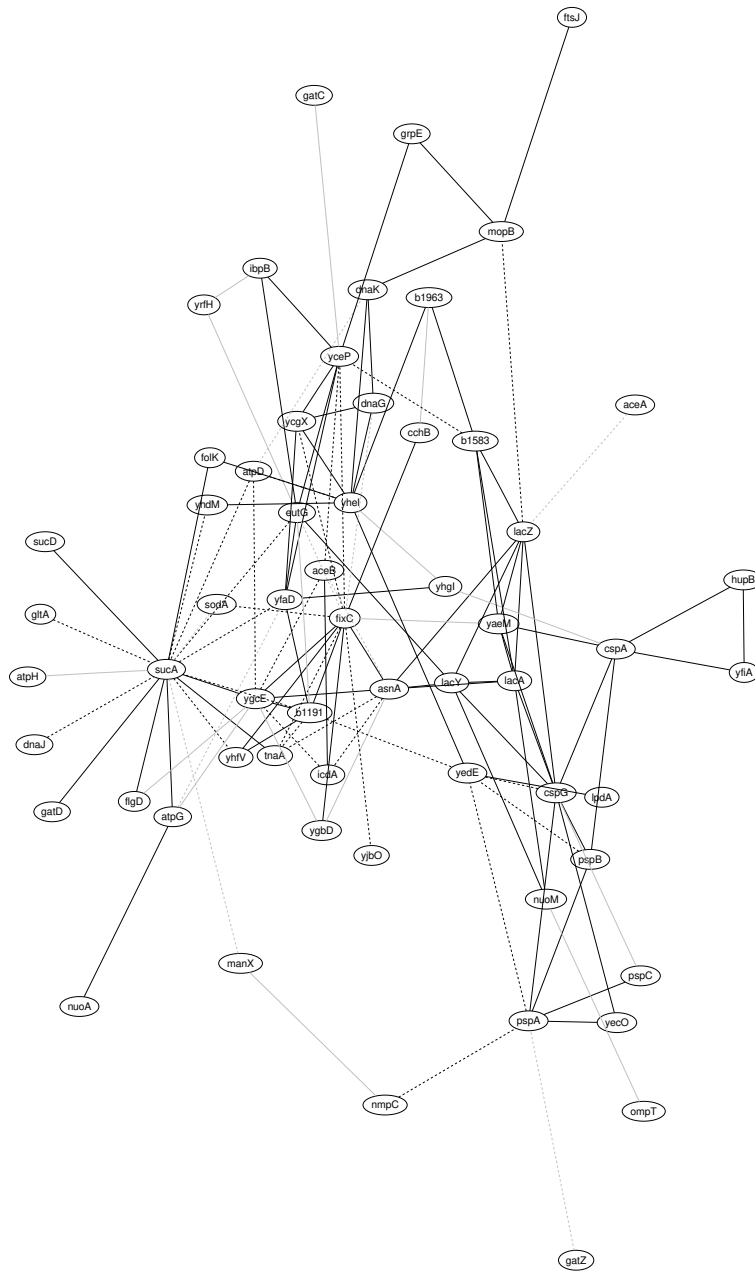 ftsJ
gatC
grpE
mopB
ibpB
dnaK
b1963
yrfH
yceP
dnaG
aceA
ycgX
cchB
b1583
folK
atpD
yheI
yhdM
eutG
lacZ
sucD
aceB
hupB
yhgI
yfaD
sodA
gltA
fixC
yaeM
cspA
sucA
yfiA
atpH
lacA
lacY
asnA
ygcE
b1191
dnaJ
tnaA
yhfV
yedE
icdA
cspG
lpdA
flgD
gatD
atpG
ygbD
yjbO
pspB
nuoM
manX
pspC
nuoA
pspA
yecO
nmpC
ompT
gatZ